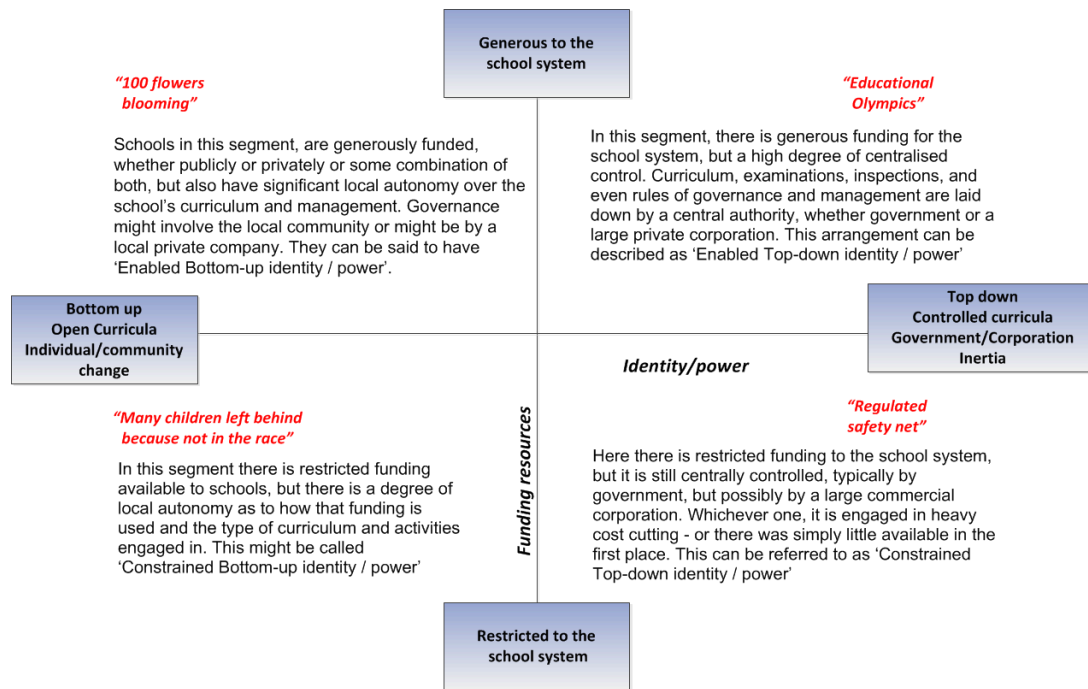 Generous to the
school system
“100 flowers
blooming”
Schools in this segment, are generously funded,
whether publicly or privately or some combination of
both, but also have significant local autonomy over the
school’s curriculum and management. Governance
might involve the local community or might be by a
local private company. They can be said to have
‘Enabled Bottom-up identity / power’.
“Educational
Olympics”
In this segment, there is generous funding for the
school system, but a high degree of centralised
control. Curriculum, examinations, inspections, and
even rules of governance and management are laid
down by a central authority, whether government or a
large private corporation. This arrangement can be
described as ‘Enabled Top-down identity / power’
Bottom up
Open Curricula
Individual/community
change
Top down
Controlled curricula
Government/Corporation
Inertia
Identity/power
Funding resources
“Many children left behind
because not in the race”
In this segment there is restricted funding
available to schools, but there is a degree of
local autonomy as to how that funding is
used and the type of curriculum and activities
engaged in. This might be called
‘Constrained Bottom-up identity / power’
“Regulated
safety net”
Here there is restricted funding to the school system,
but it is still centrally controlled, typically by
government, but possibly by a large commercial
corporation. Whichever one, it is engaged in heavy
cost cutting - or there was simply little available in the
first place. This can be referred to as ‘Constrained
Top-down identity / power’
Restricted to the
school system